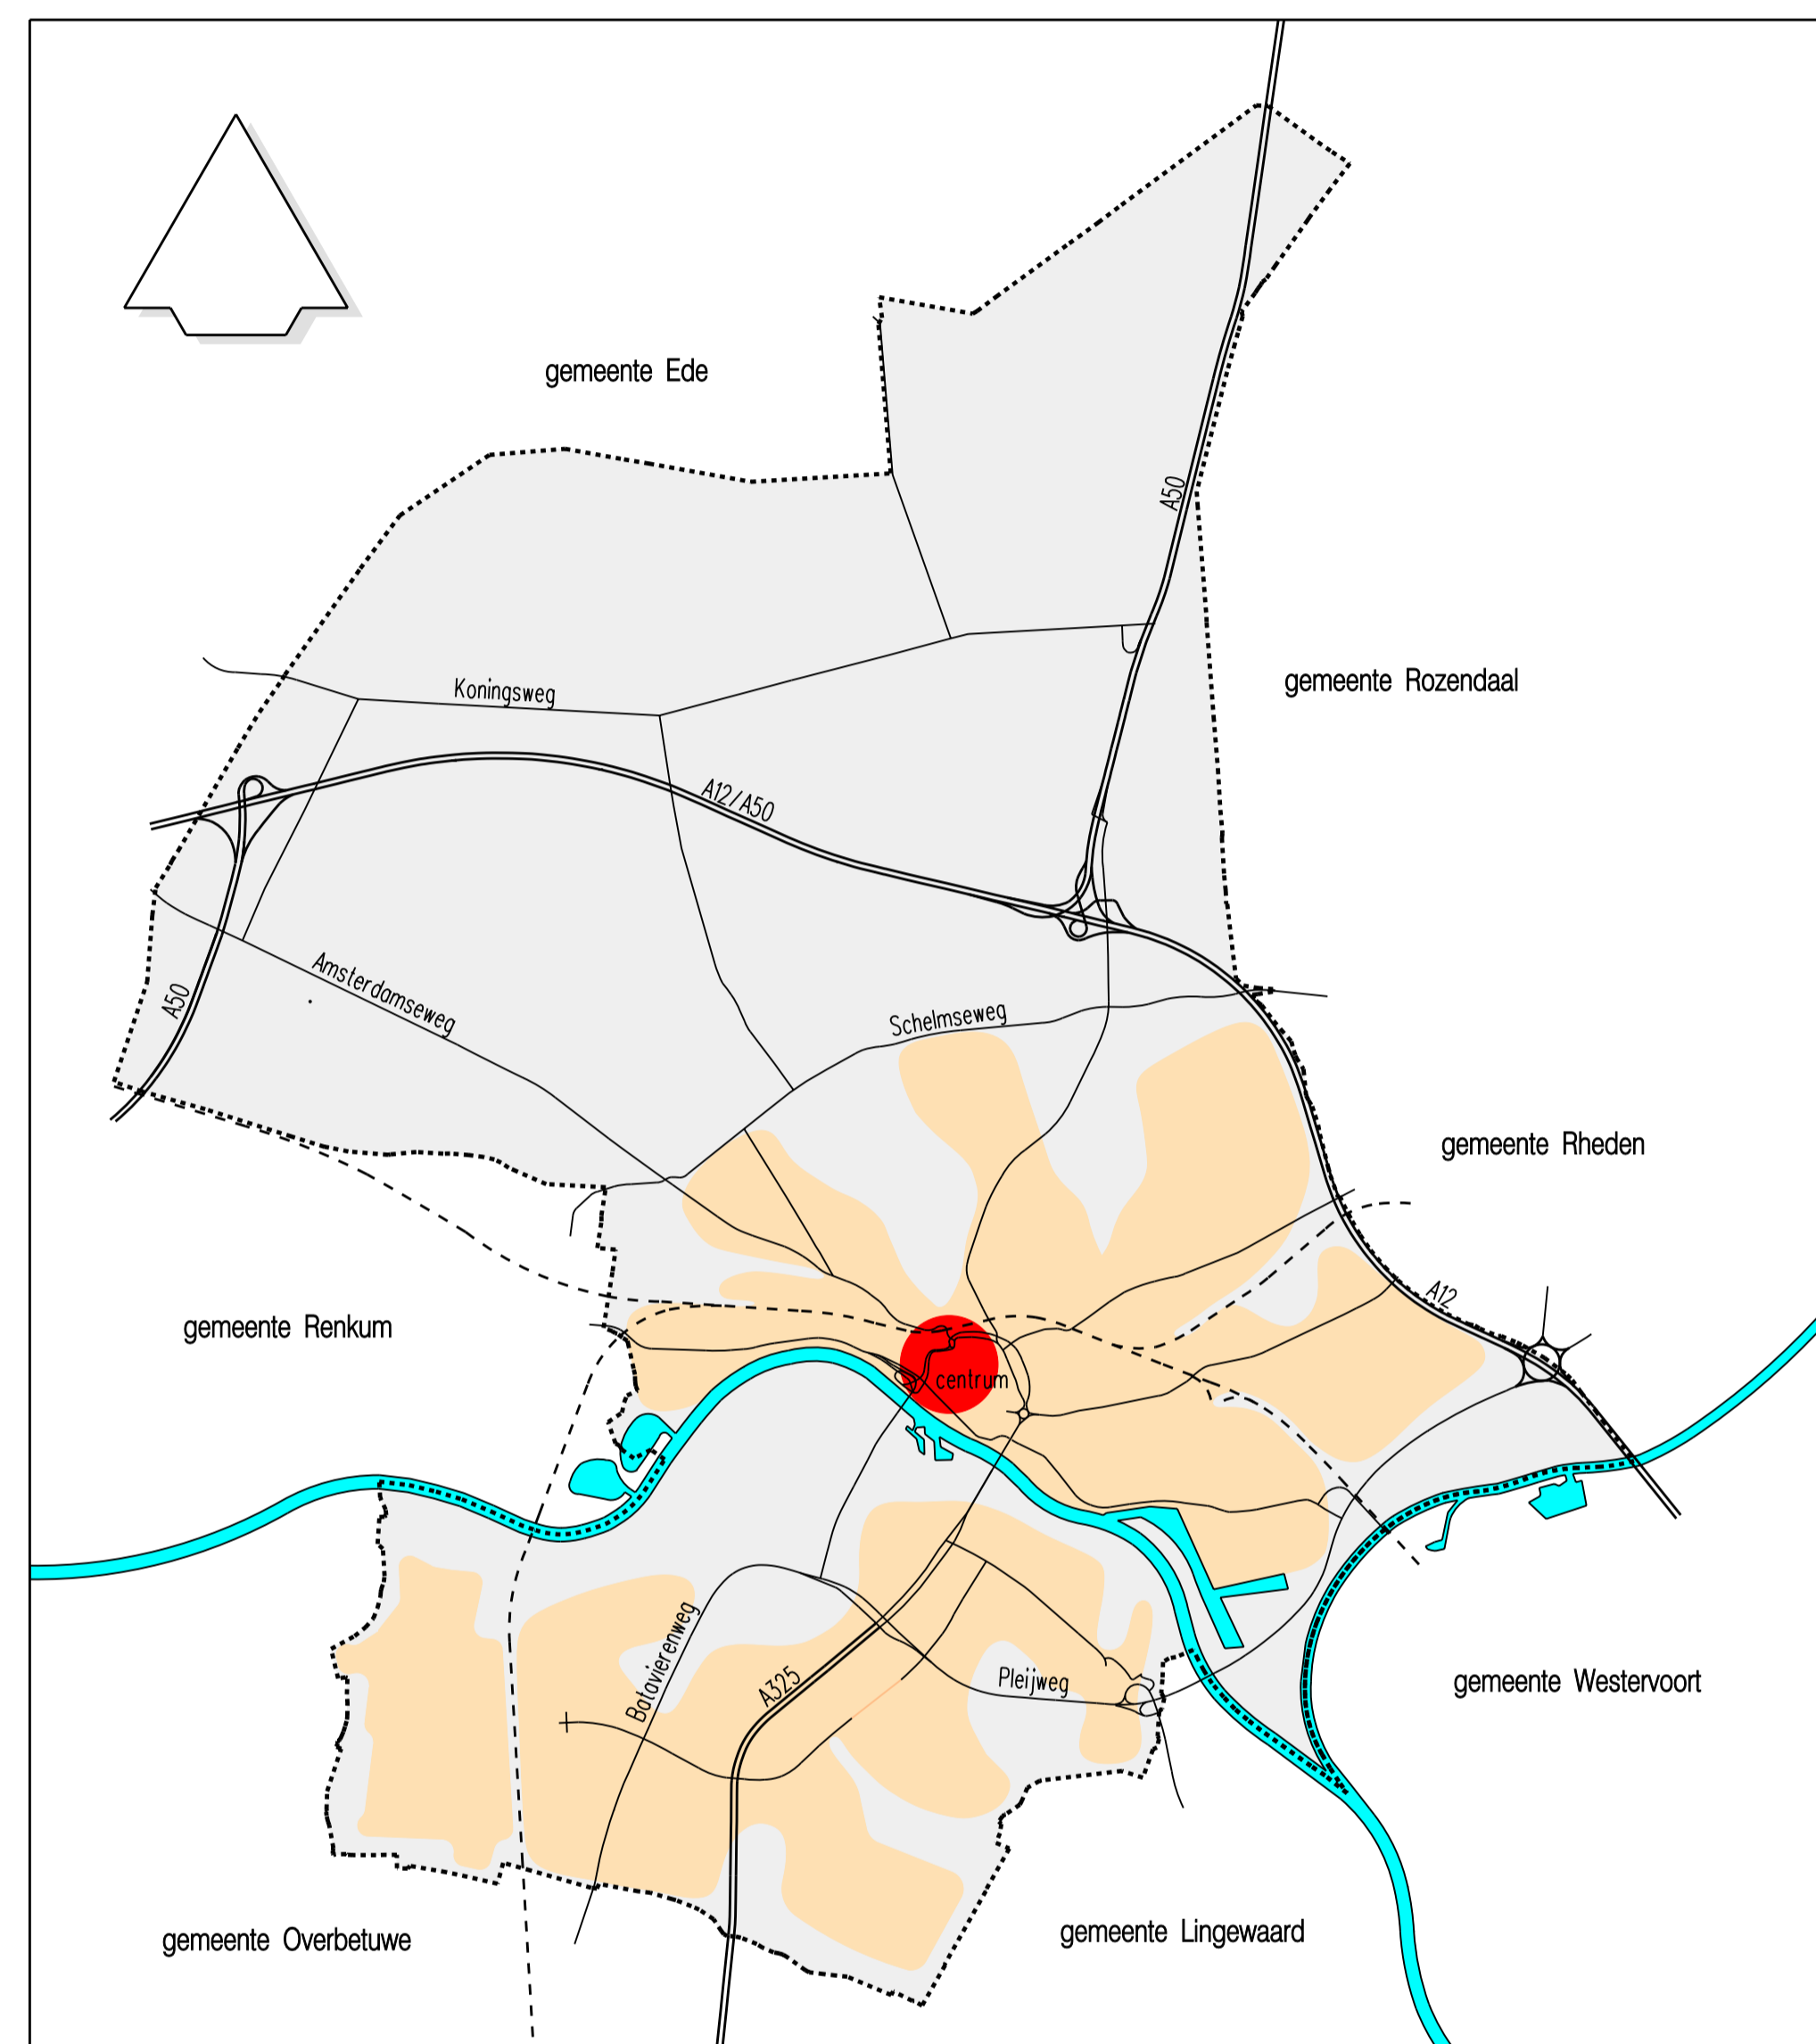 gemeente Ede
A50
gemeente Rozendaal
Koningsweg
A12/A50
Amsterdamseweg
A50
Schelmseweg
gemeente Rheden
A12
gemeente Renkum
centrum
Batavierenweg
A325
Pleijweg
gemeente Westervoort
gemeente Overbetuwe
gemeente Lingewaard